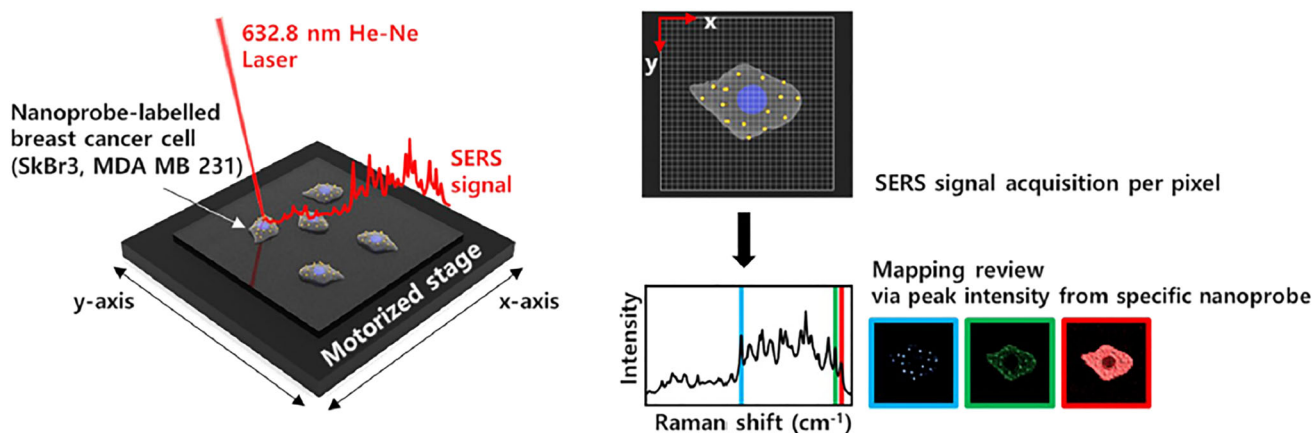 632.8 nm He-Ne
Laser
Nanoprobe-labelled
breast cancer cell
(SkBr3, MDA MB 231)
SERS
signal
Motorized stage
y-axis
x-axis
x
y
SERS signal acquisition per pixel
Intensity
Raman shift (cm⁻¹)
Mapping review
via peak intensity from specific nanoprobe